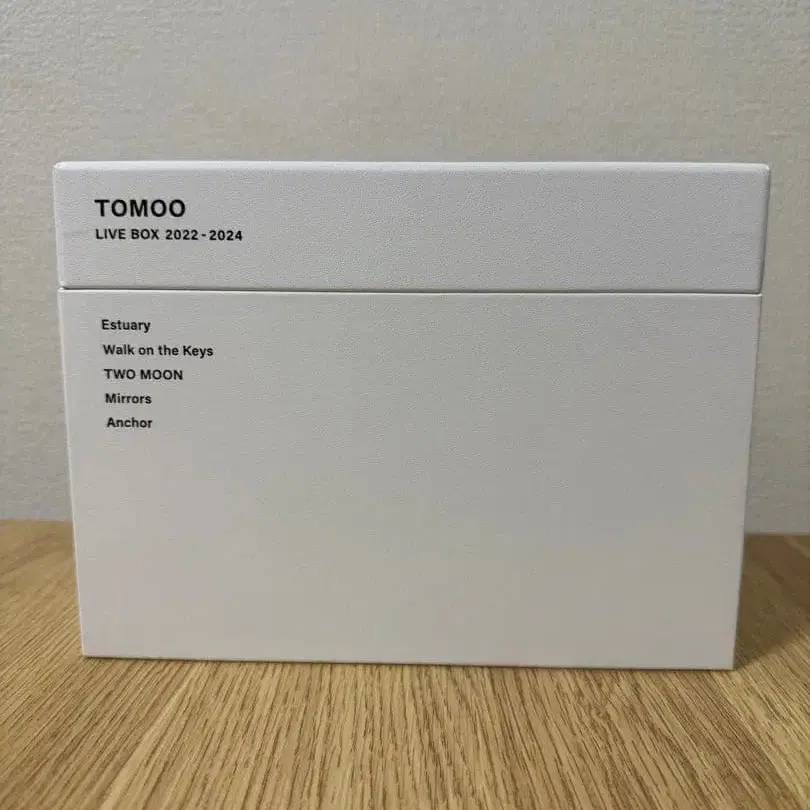 TOMOO
LIVE BOX 2022-2024
Estuary
Walk on the Keys
TWO MOON
Mirrors
Anchor